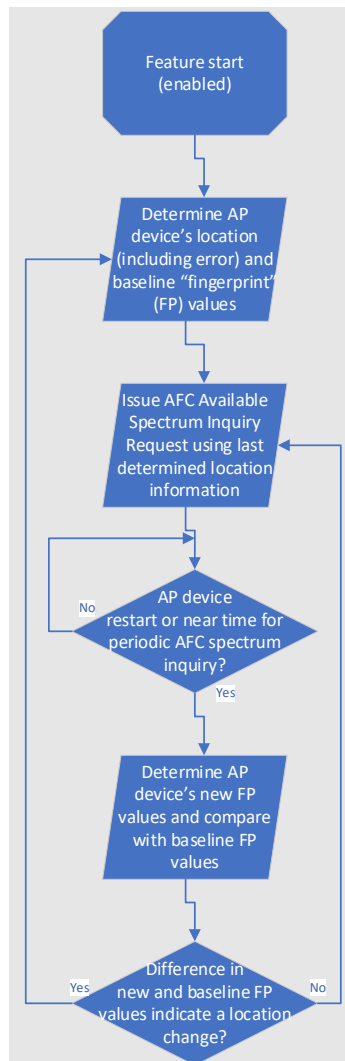 Feature start
(enabled)
Determine AP
device's location
(including error) and
baseline “fingerprint”
(FP) values
Issue AFC Available
Spectrum Inquiry
Request using last
determined location
information
AP device
restart or near time for
periodic AFC spectrum
inquiry?
No
Yes
Determine AP
device's new FP
values and compare
with baseline FP
values
Difference in
new and baseline FP
values indicate a location
change?
Yes
No